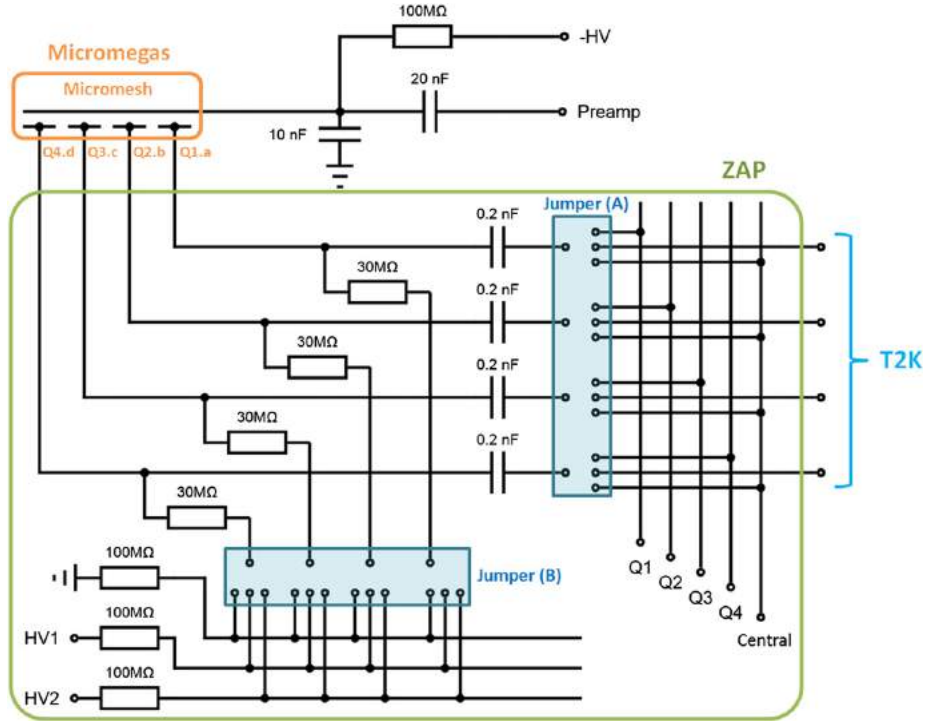 100MΩ
-HV
Micromegas
Micromesh
20 nF
Preamp
10 nF
Q4.d Q3.c Q2.b Q1.a
ZAP
Jumper (A)
0.2 nF
30MΩ
0.2 nF
30MΩ
0.2 nF
T2K
30MΩ
0.2 nF
30MΩ
100MΩ
Jumper (B)
Q1
Q2
Q3
Q4
Central
100MΩ
HV1
100MΩ
HV2